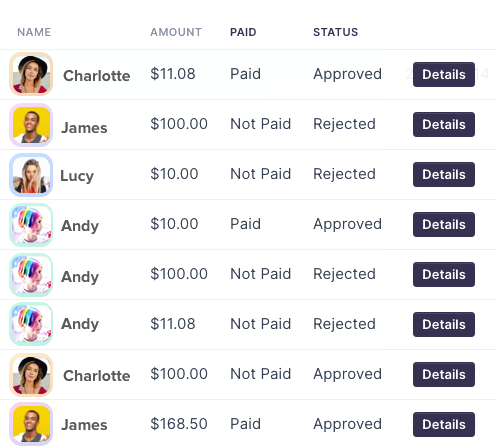 NAME AMOUNT PAID STATUS
Charlotte $11.08 Paid Approved Details
James $100.00 Not Paid Rejected Details
Lucy $10.00 Not Paid Rejected Details
Andy $10.00 Paid Approved Details
Andy $100.00 Not Paid Rejected Details
Andy $11.08 Not Paid Rejected Details
Charlotte $100.00 Not Paid Approved Details
James $168.50 Paid Approved Details